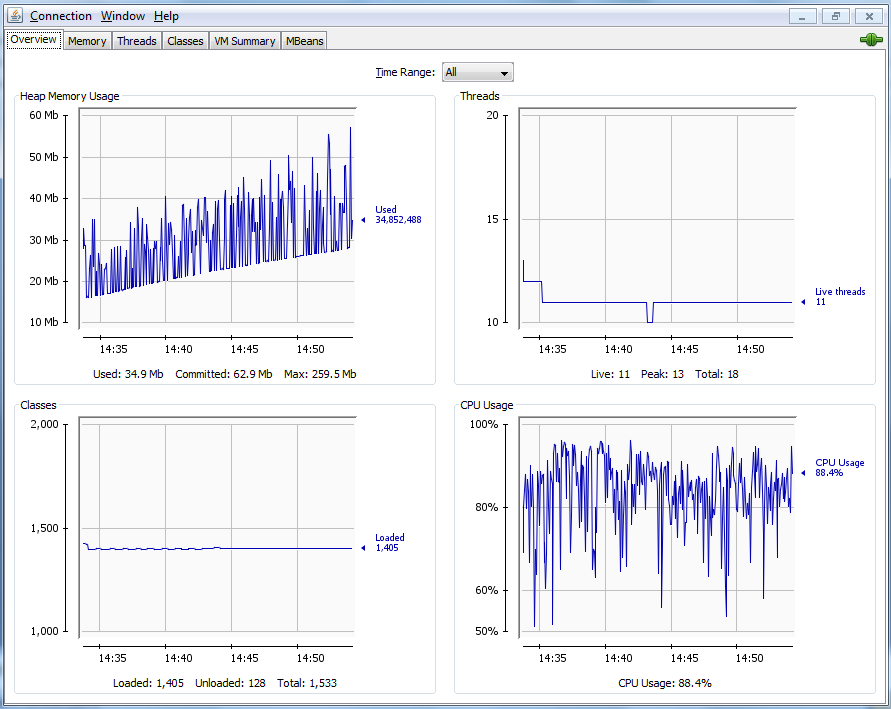 Connection Window Help
Overview Memory Threads Classes VM Summary MBeans
Time Range: All
Heap Memory Usage
60 Mb
50 Mb
40 Mb
30 Mb
20 Mb
10 Mb
Used
34,852,488
14:35 14:40 14:45 14:50
Used: 34.9 Mb Committed: 62.9 Mb Max: 259.5 Mb
Threads
20
15
10
Live threads
11
14:35 14:40 14:45 14:50
Live: 11 Peak: 13 Total: 18
Classes
2,000
1,500
1,000
Loaded
1,405
14:35 14:40 14:45 14:50
Loaded: 1,405 Unloaded: 128 Total: 1,533
CPU Usage
100%
80%
60%
50%
CPU Usage
88.4%
14:35 14:40 14:45 14:50
CPU Usage: 88.4%